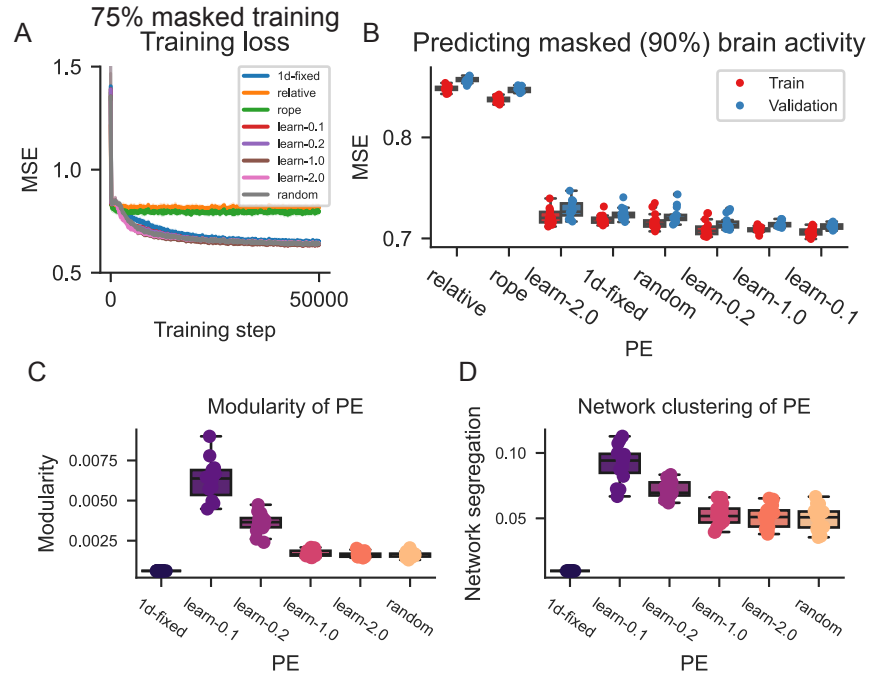 A
75% masked training
Training loss
MSE
1.5
1.0
0.5
1d-fixed
relative
rope
learn-0.1
learn-0.2
learn-1.0
learn-2.0
random
0
50000
Training step
B
Predicting masked (90%) brain activity
MSE
0.8
0.7
Train
Validation
relative
rope
learn-2.0
1d-fixed
random
learn-0.2
learn-1.0
learn-0.1
PE
C
Modularity of PE
Modularity
0.0075
0.0050
0.0025
1d-fixed
learn-0.1
learn-0.2
learn-1.0
learn-2.0
random
PE
D
Network clustering of PE
Network segregation
0.10
0.05
1d-fixed
learn-0.1
learn-0.2
learn-1.0
learn-2.0
random
PE